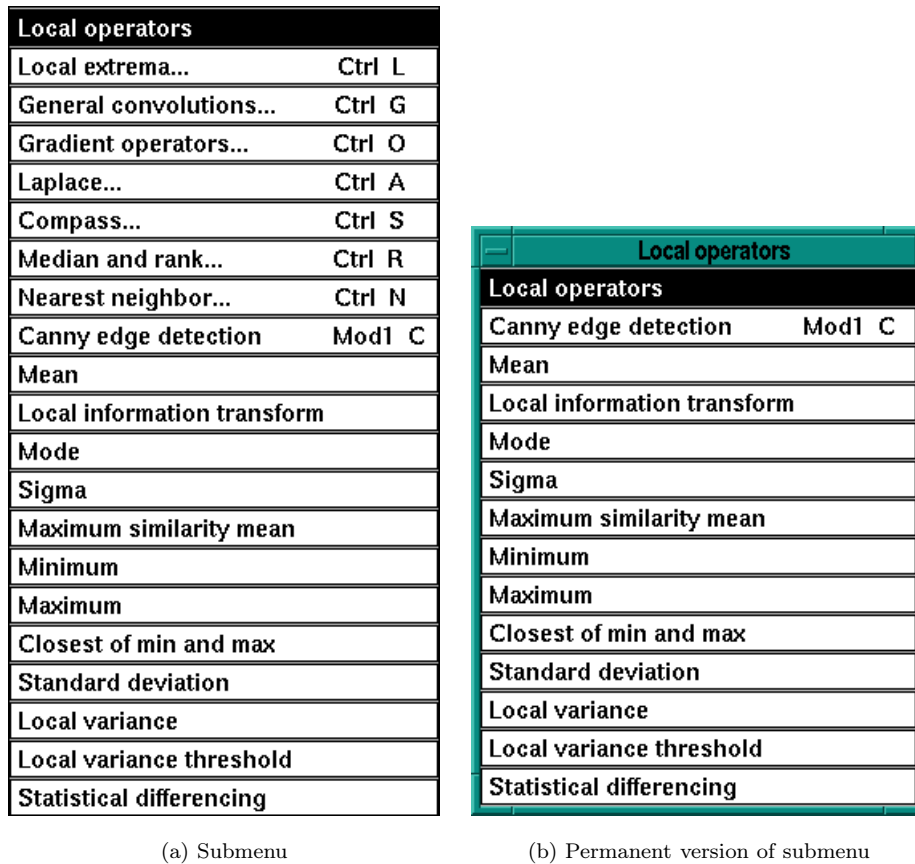 Local operators
Local extrema... Ctrl L
General convolutions... Ctrl G
Gradient operators... Ctrl O
Laplace... Ctrl A
Compass... Ctrl S
Median and rank... Ctrl R
Nearest neighbor... Ctrl N
Canny edge detection Mod1 C
Mean
Local information transform
Mode
Sigma
Maximum similarity mean
Minimum
Maximum
Closest of min and max
Standard deviation
Local variance
Local variance threshold
Statistical differencing
(a) Submenu
Local operators
Local operators
Canny edge detection Mod1 C
Mean
Local information transform
Mode
Sigma
Maximum similarity mean
Minimum
Maximum
Closest of min and max
Standard deviation
Local variance
Local variance threshold
Statistical differencing
(b) Permanent version of submenu